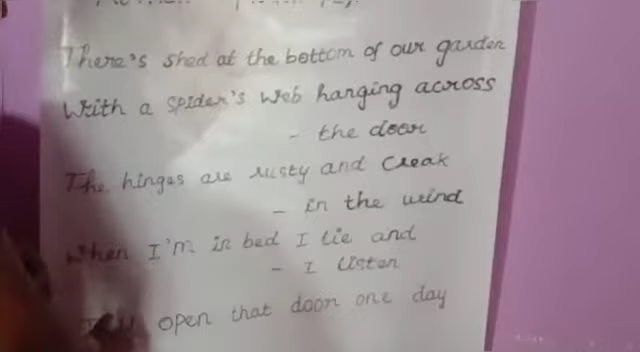 There's shed at the bottom of our garden
With a spider's web hanging across
- the door
The hinges are rusty and creak
- in the wind
When I'm in bed I lie and
- I listen
open that door one day